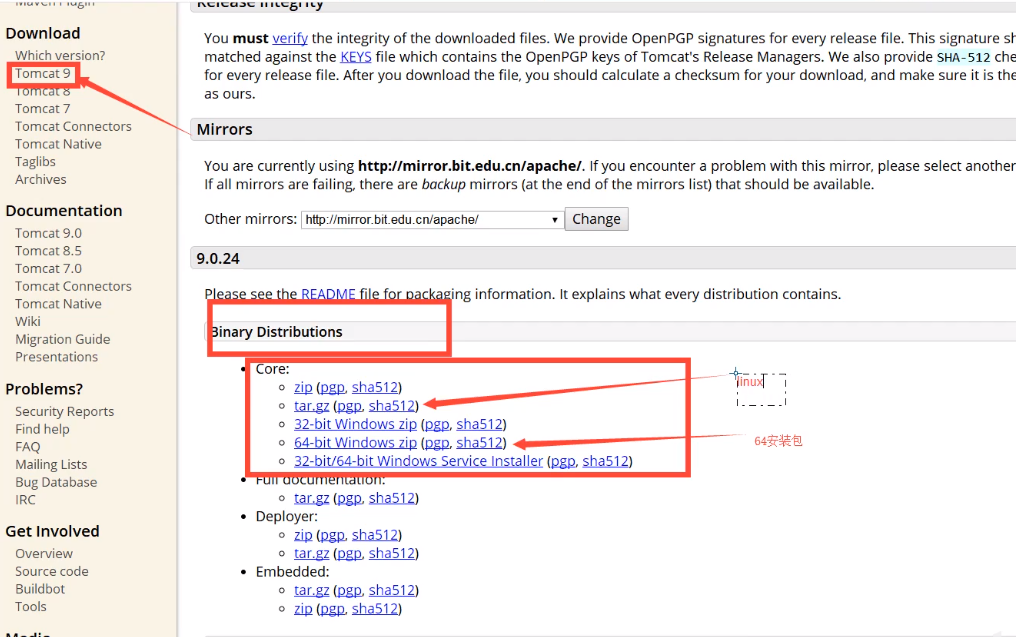 Maven Plugin
Download
Which version?
Tomcat 9
Tomcat 8
Tomcat 7
Tomcat Connectors
Tomcat Native
Taglibs
Archives
Documentation
Tomcat 9.0
Tomcat 8.5
Tomcat 7.0
Tomcat Connectors
Tomcat Native
Wiki
Migration Guide
Presentations
Problems?
Security Reports
Find help
FAQ
Mailing Lists
Bug Database
IRC
Get Involved
Overview
Source code
Buildbot
Tools
Media
Release Integrity
You must verify the integrity of the downloaded files. We provide OpenPGP signatures for every release file. This signature sh
matched against the KEYS file which contains the OpenPGP keys of Tomcat's Release Managers. We also provide SHA-512 che
for every release file. After you download the file, you should calculate a checksum for your download, and make sure it is the
as ours.
Mirrors
You are currently using http://mirror.bit.edu.cn/apache/. If you encounter a problem with this mirror, please select another
If all mirrors are failing, there are backup mirrors (at the end of the mirrors list) that should be available.
Other mirrors: http://mirror.bit.edu.cn/apache/ Change
9.0.24
Please see the README file for packaging information. It explains what every distribution contains.
Binary Distributions
Core:
zip (pgp, sha512)
tar.gz (pgp, sha512)
32-bit Windows zip (pgp, sha512)
64-bit Windows zip (pgp, sha512)
32-bit/64-bit Windows Service Installer (pgp, sha512)
linux
64安装包
Full documentation:
tar.gz (pgp, sha512)
Deployer:
zip (pgp, sha512)
tar.gz (pgp, sha512)
Embedded:
tar.gz (pgp, sha512)
zip (pgp, sha512)